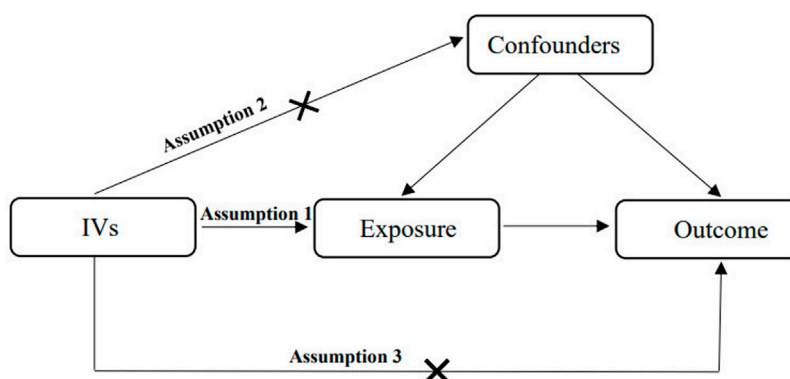 Confounders
Assumption 2
IVs
Assumption 1
Exposure
Outcome
Assumption 3